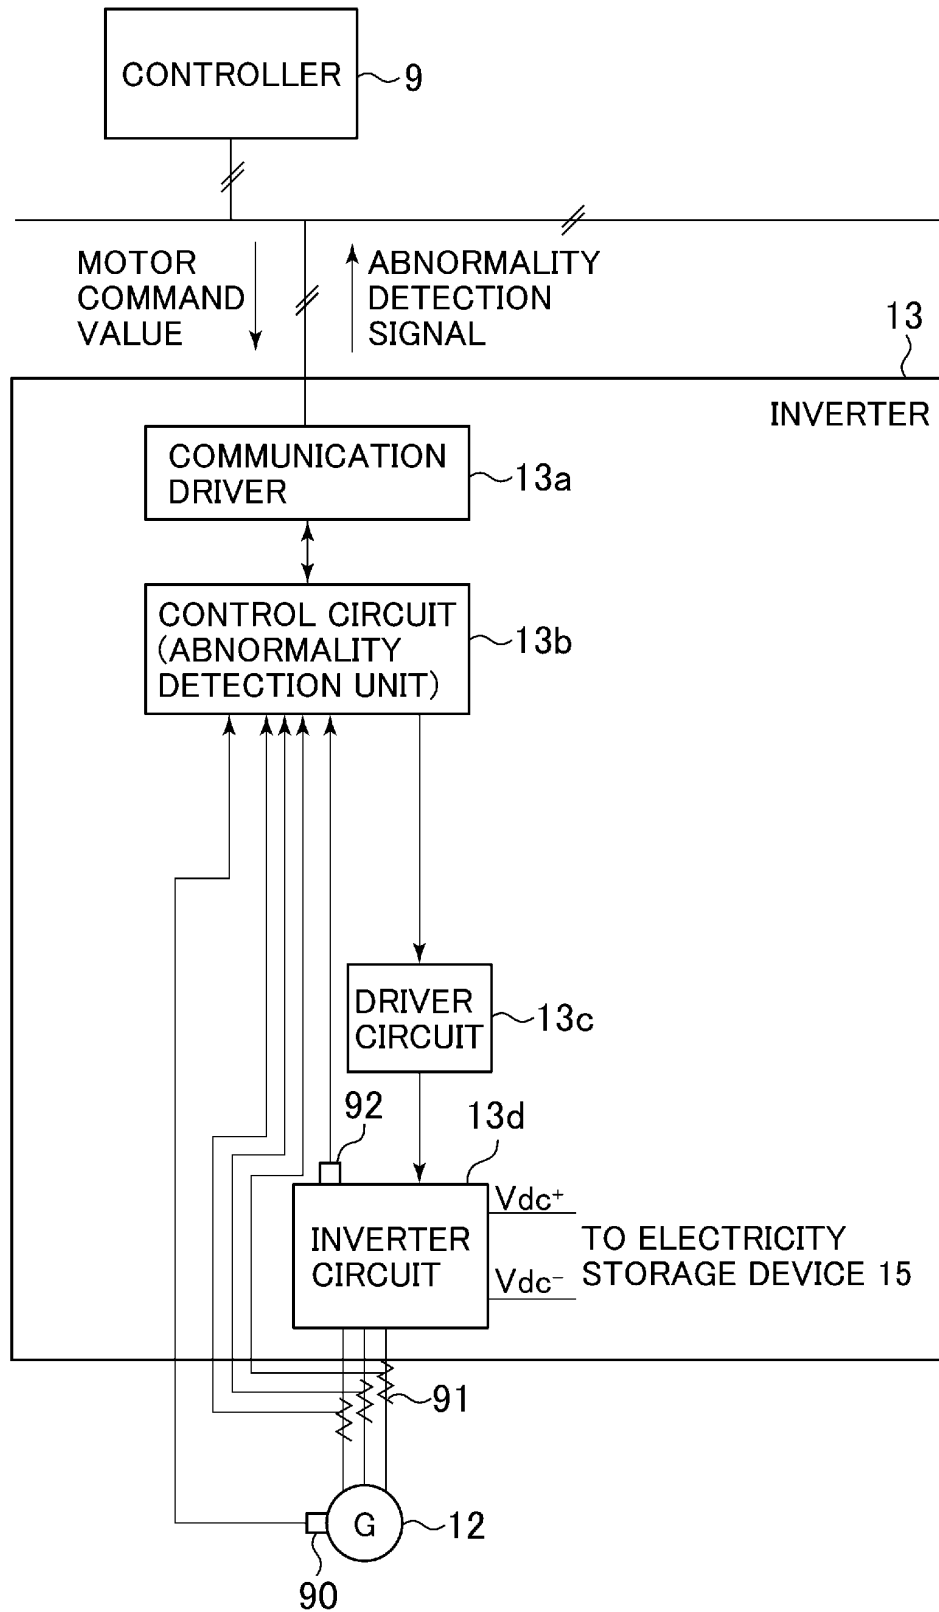 CONTROLLER
9
MOTOR
COMMAND
VALUE
ABNORMALITY
DETECTION
SIGNAL
13
INVERTER
COMMUNICATION
DRIVER
13a
CONTROL CIRCUIT
(ABNORMALITY
DETECTION UNIT)
13b
DRIVER
CIRCUIT
13c
92
13d
INVERTER
CIRCUIT
Vdc+
Vdc−
TO ELECTRICITY
STORAGE DEVICE 15
91
G
12
90